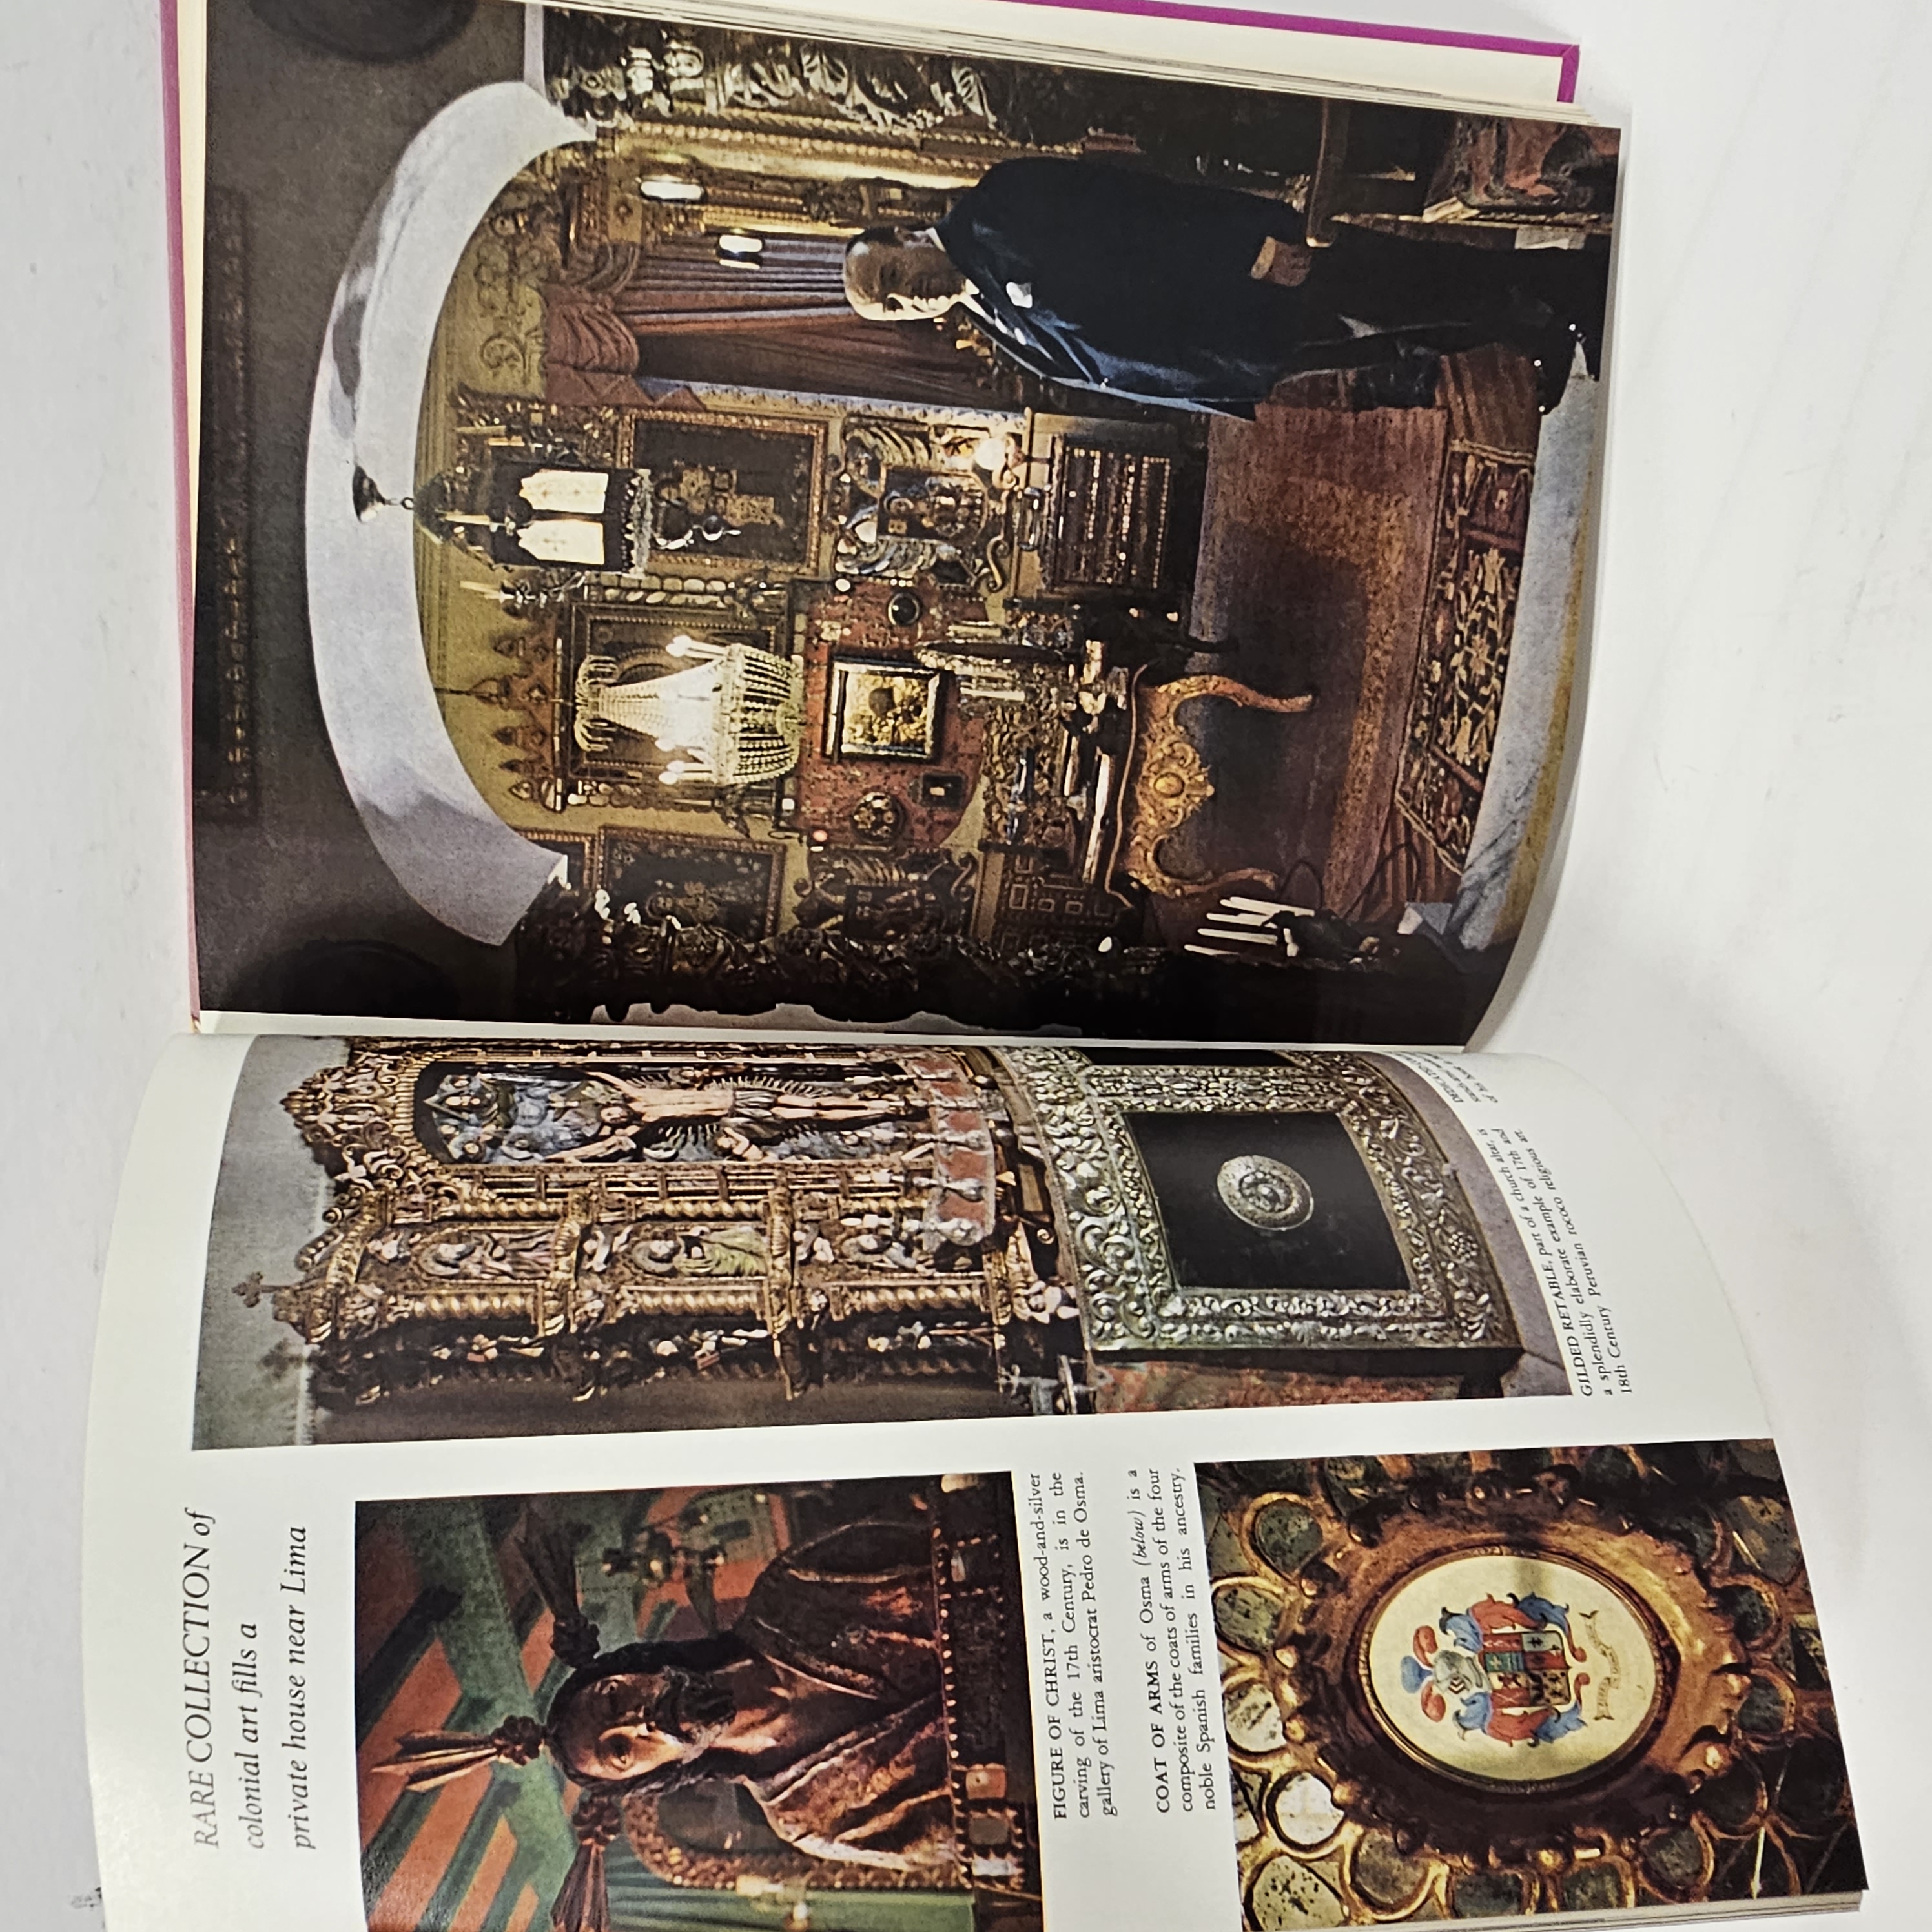 RARE COLLECTION of
colonial art fills a
private house near Lima
FIGURE OF CHRIST, a wood-and-silver
carving of the 17th Century, is in the
gallery of Lima aristocrat Pedro de Osma.
COAT OF ARMS of Osma (below) is a
composite of the coats of arms of the four
noble Spanish families in his ancestry.
GILDED RETABLE, part of a church altar, is
a splendidly elaborate example of 17th and
18th Century Peruvian rococo religious art.
of his house